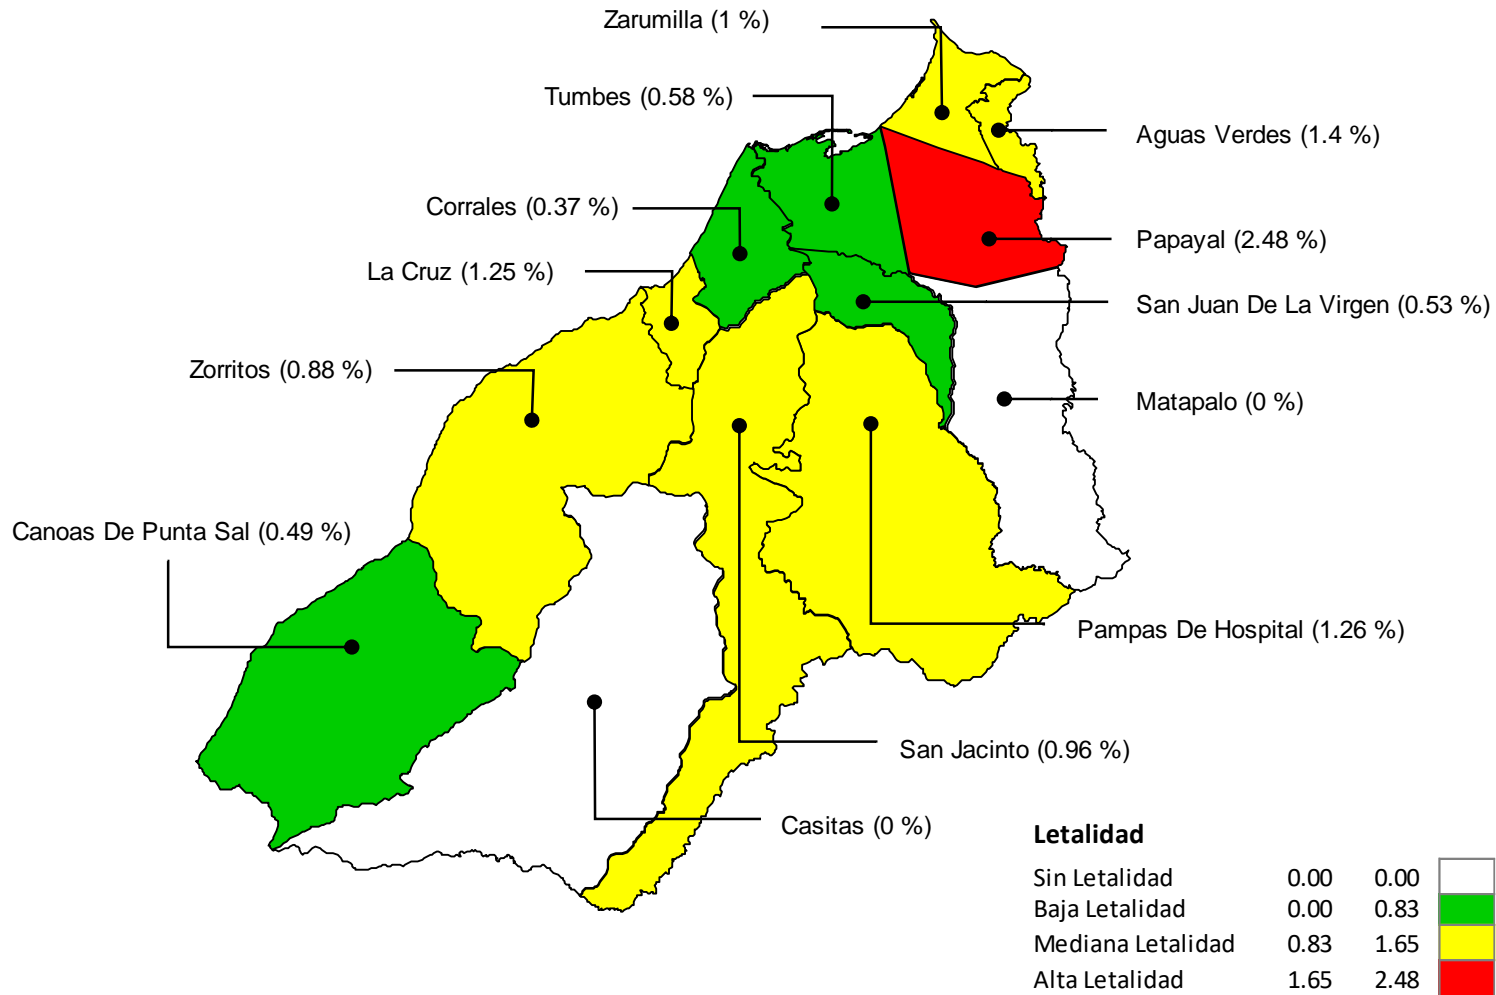 Zarumilla (1 %)
Tumbes (0.58 %)
Aguas Verdes (1.4 %)
Corrales (0.37 %)
Papayal (2.48 %)
La Cruz (1.25 %)
San Juan De La Virgen (0.53 %)
Zorritos (0.88 %)
Matapalo (0 %)
Canoas De Punta Sal (0.49 %)
Pampas De Hospital (1.26 %)
San Jacinto (0.96 %)
Casitas (0 %)
Letalidad
Sin Letalidad 0.00 0.00
Baja Letalidad 0.00 0.83
Mediana Letalidad 0.83 1.65
Alta Letalidad 1.65 2.48